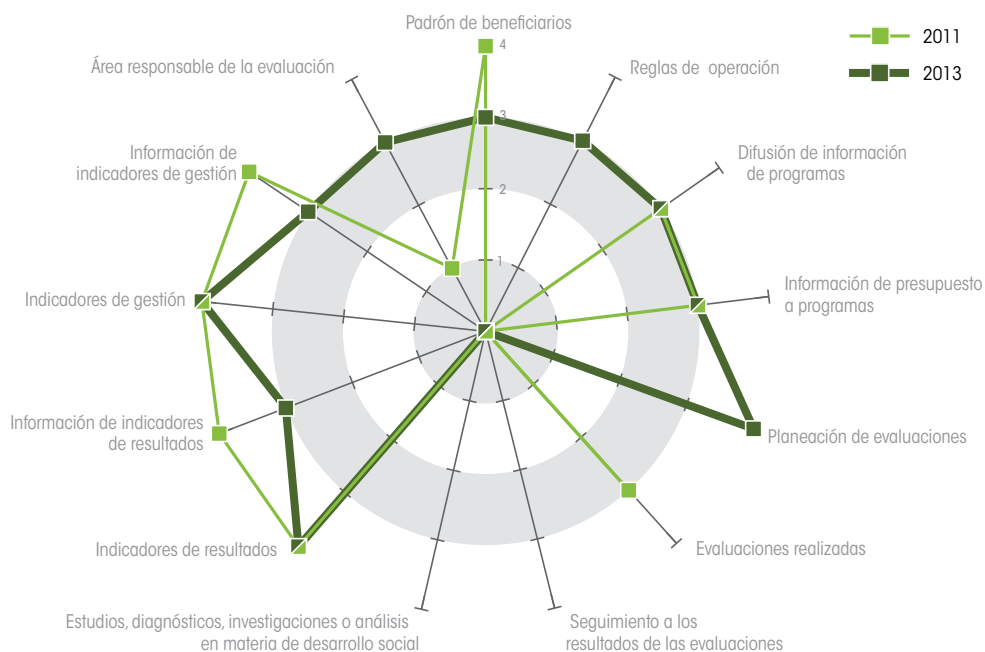 Padrón de beneficiarios
4
3
2
1
2011
2013
Reglas de operación
Difusión de información
de programas
Información de presupuesto
a programas
Planeación de evaluaciones
Evaluaciones realizadas
Seguimiento a los
resultados de las evaluaciones
Estudios, diagnósticos, investigaciones o análisis
en materia de desarrollo social
Indicadores de resultados
Información de indicadores
de resultados
Indicadores de gestión
Información de
indicadores de gestión
Área responsable de la evaluación